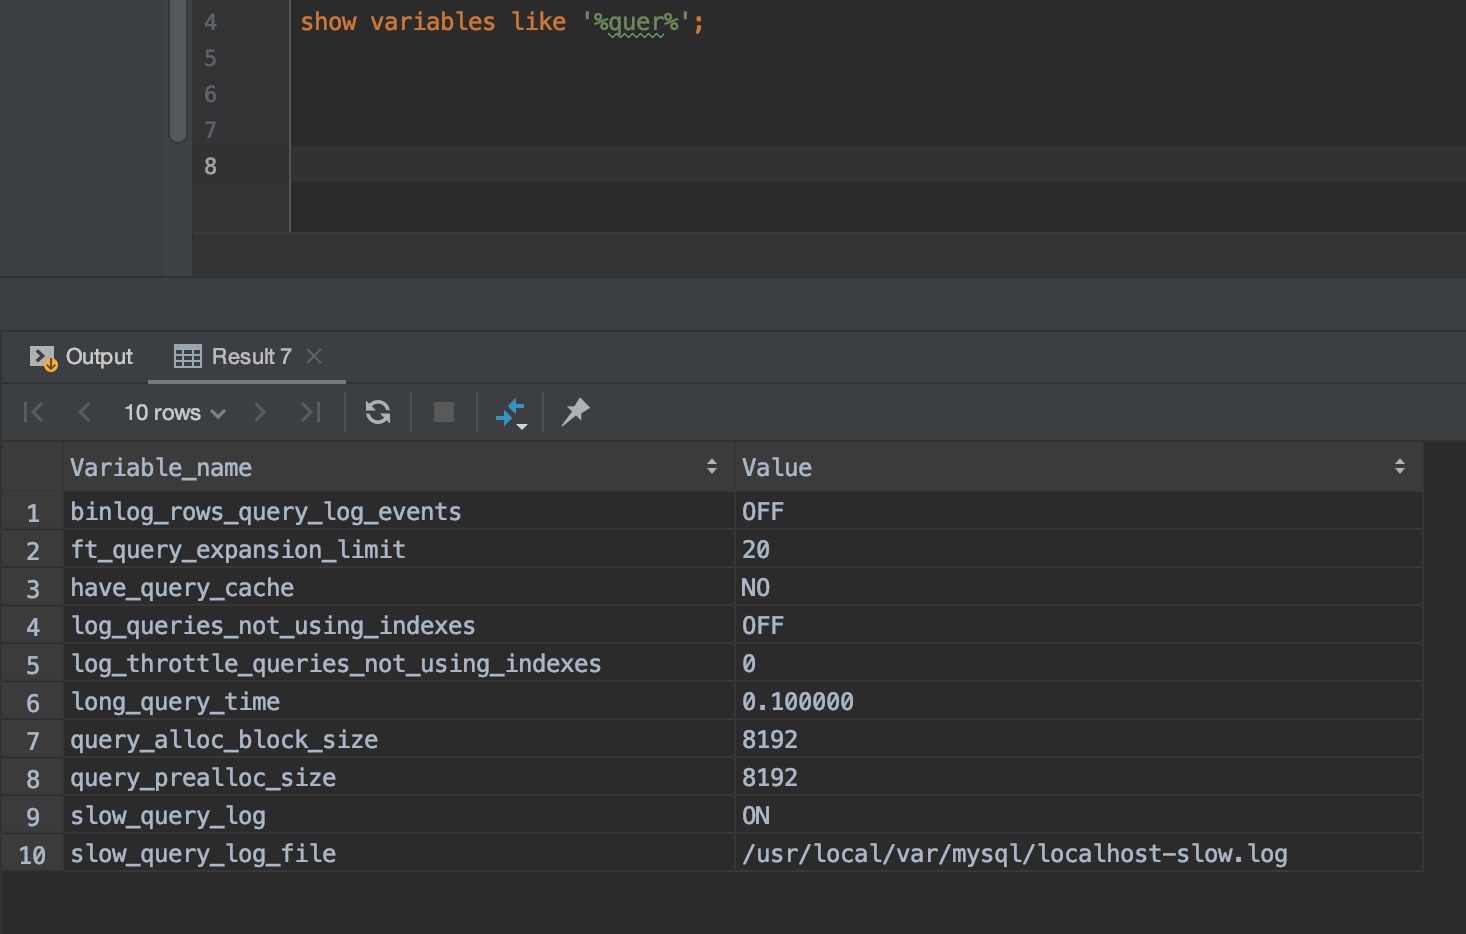 4 show variables like '%quer%';
5
6
7
8
Output Result 7
10 rows
Variable_name Value
1 binlog_rows_query_log_events OFF
2 ft_query_expansion_limit 20
3 have_query_cache NO
4 log_queries_not_using_indexes OFF
5 log_throttle_queries_not_using_indexes 0
6 long_query_time 0.100000
7 query_alloc_block_size 8192
8 query_prealloc_size 8192
9 slow_query_log ON
10 slow_query_log_file /usr/local/var/mysql/localhost-slow.log